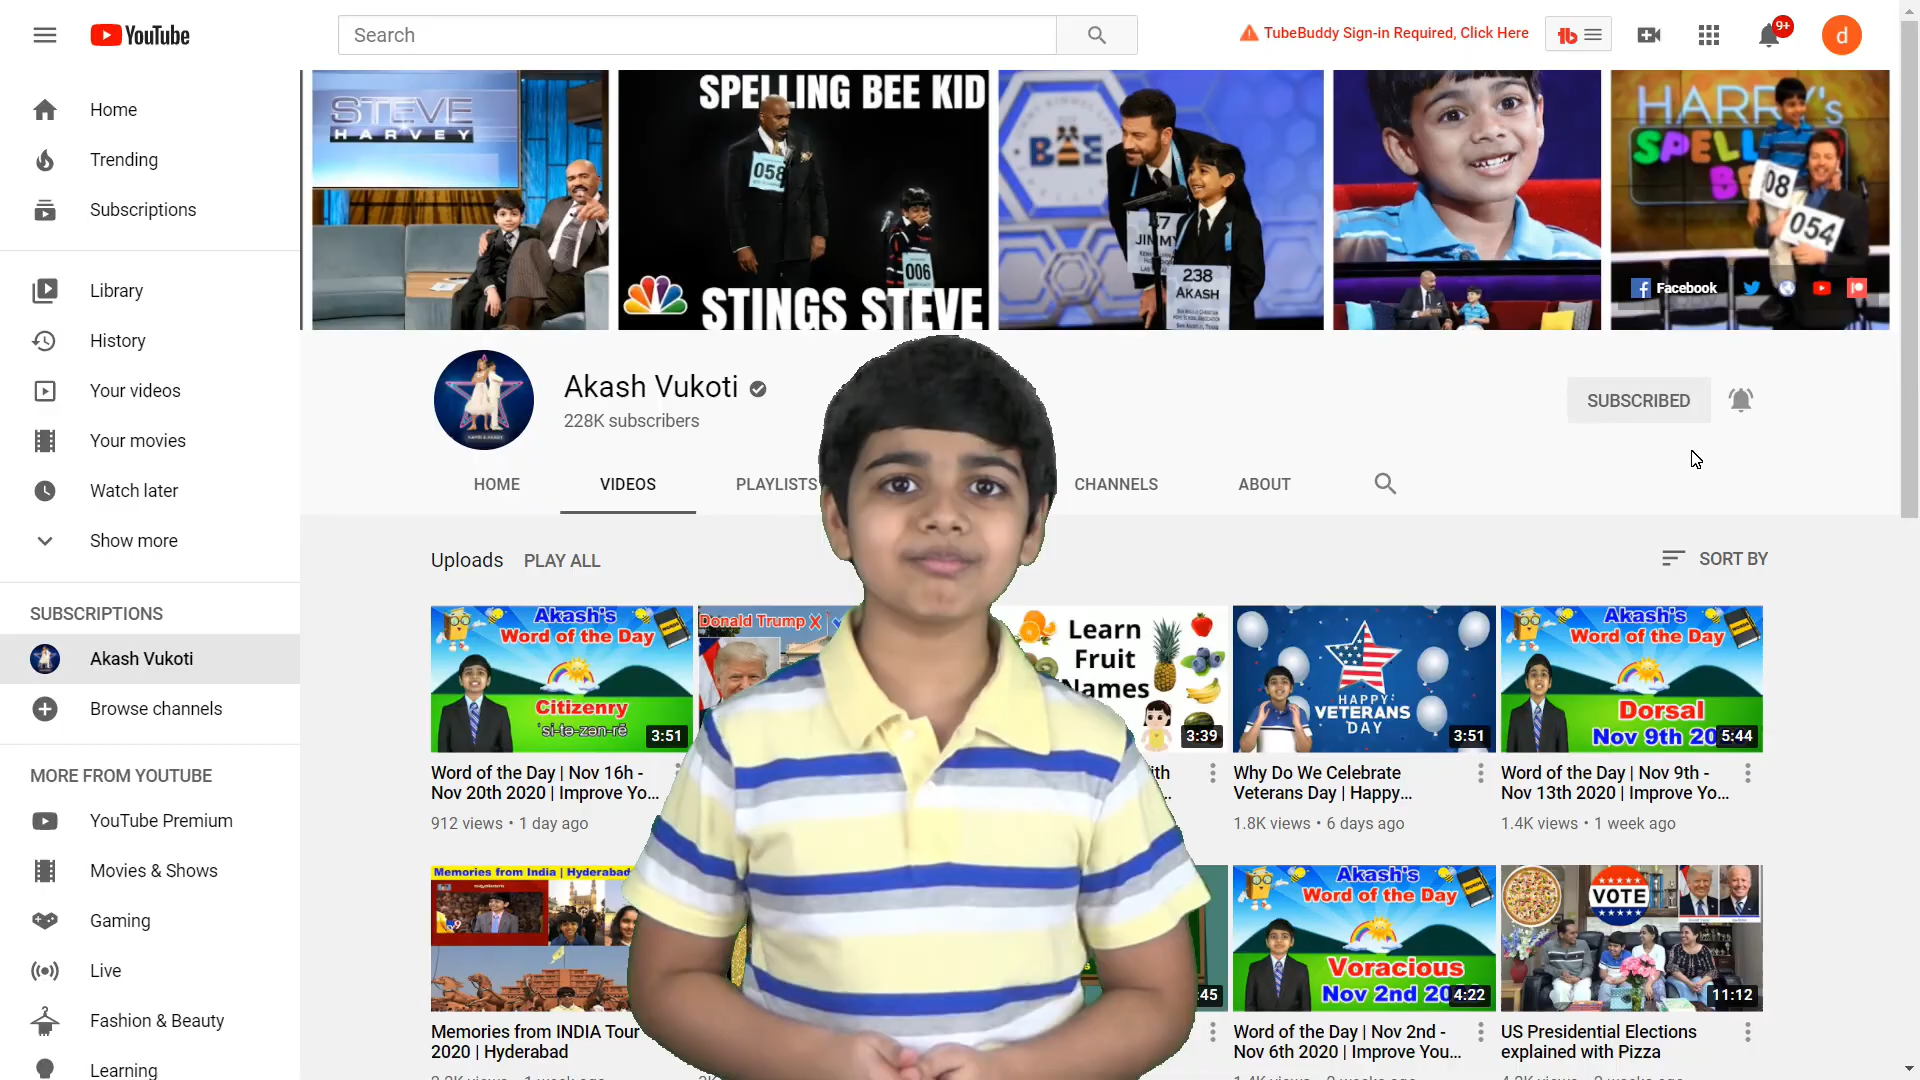 YouTube
Search
TubeBuddy Sign-in Required, Click Here
9+
d
Home
Trending
Subscriptions
Library
History
Your videos
Your movies
Watch later
Show more
SUBSCRIPTIONS
Akash Vukoti
Browse channels
MORE FROM YOUTUBE
YouTube Premium
Movies & Shows
Gaming
Live
Fashion & Beauty
Learning
STEVE
HARVEY
SPELLING BEE KID
058
006
STINGS STEVE
BEE
47
JIMMY
238
AKASH
HARRY's
SPELL
08
054
Facebook
Akash Vukoti
228K subscribers
SUBSCRIBED
HOME
VIDEOS
PLAYLISTS
CHANNELS
ABOUT
Uploads
PLAY ALL
SORT BY
Akash's
Word of the Day
Citizenry
ˈsi-tə-zən-rē
3:51
Word of the Day | Nov 16h -
Nov 20th 2020 | Improve Yo...
912 views • 1 day ago
Donald Trump X
Learn
Fruit
Names
3:39
HAPPY
VETERANS
DAY
3:51
Why Do We Celebrate
Veterans Day | Happy...
1.8K views • 6 days ago
Akash's
Word of the Day
Dorsal
Nov 9th 20
5:44
Word of the Day | Nov 9th -
Nov 13th 2020 | Improve Yo...
1.4K views • 1 week ago
Memories from India | Hyderabad
Memories from INDIA Tour
2020 | Hyderabad
:45
Akash's
Word of the Day
Voracious
Nov 2nd 20
4:22
Word of the Day | Nov 2nd -
Nov 6th 2020 | Improve You...
VOTE
11:12
US Presidential Elections
explained with Pizza